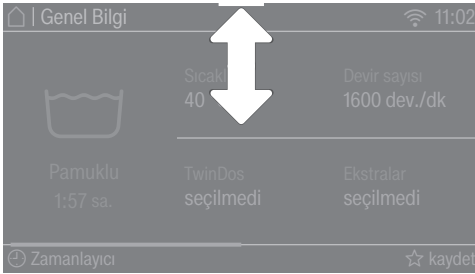 | Genel Bilgi 11:02
Devir sayısı
40 1600 dev./dk
Pamuklu TwinDos Ekstralar
1:57 sa. seçilmedi seçilmedi
Zamanlayıcı kaydet